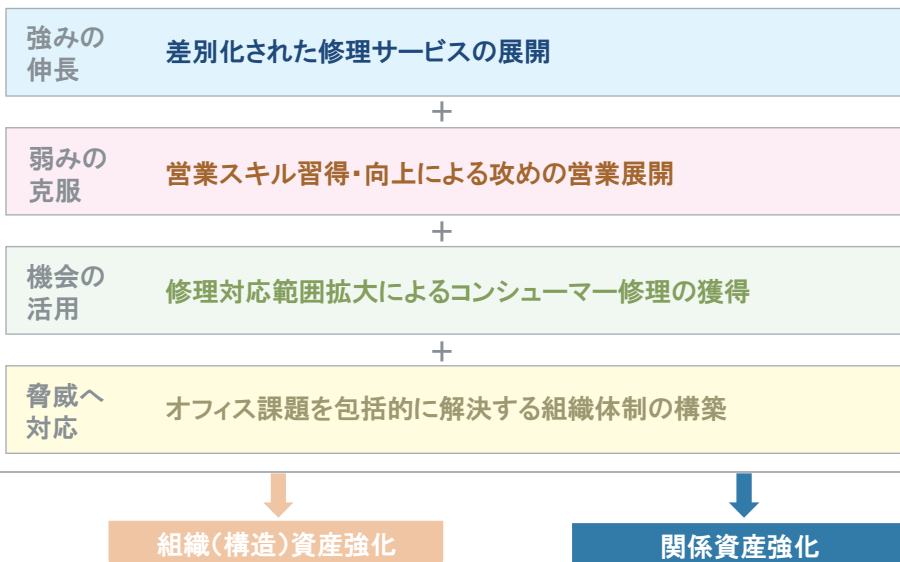 強みの
伸長
差別化された修理サービスの展開
＋
弱みの
克服
営業スキル習得・向上による攻めの営業展開
＋
機会の
活用
修理対応範囲拡大によるコンシューマー修理の獲得
＋
脅威へ
対応
オフィス課題を包括的に解決する組織体制の構築
組織（構造）資産強化
関係資産強化